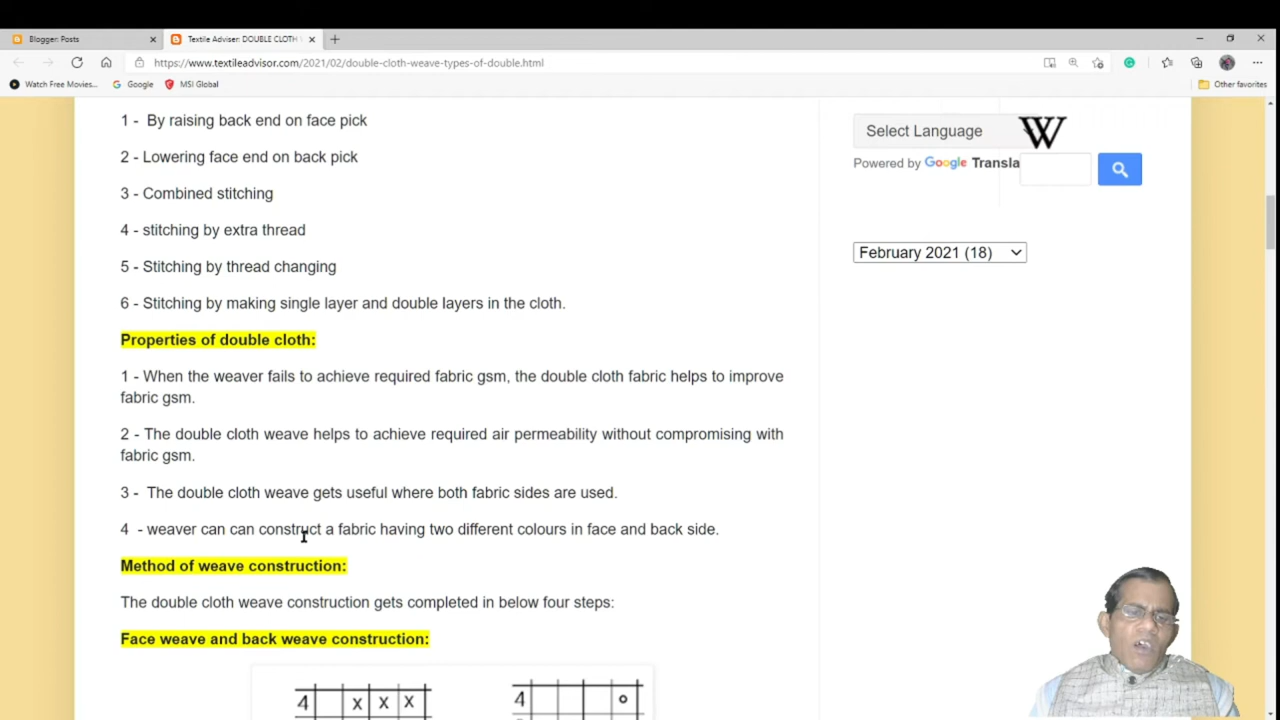 Blogger: Posts
Textile Adviser: DOUBLE CLOTH
https://www.textileadvisor.com/2021/02/double-cloth-weave-types-of-double.html
Watch Free Movies...
Google
MSI Global
Other favorites
1 - By raising back end on face pick
2 - Lowering face end on back pick
3 - Combined stitching
4 - stitching by extra thread
5 - Stitching by thread changing
6 - Stitching by making single layer and double layers in the cloth.
Properties of double cloth:
1 - When the weaver fails to achieve required fabric gsm, the double cloth fabric helps to improve
fabric gsm.
2 - The double cloth weave helps to achieve required air permeability without compromising with
fabric gsm.
3 - The double cloth weave gets useful where both fabric sides are used.
4 - weaver can can construct a fabric having two different colours in face and back side.
Method of weave construction:
The double cloth weave construction gets completed in below four steps:
Face weave and back weave construction:
4 x x x
4 o
Select Language
W
Powered by Google Transla
February 2021 (18)